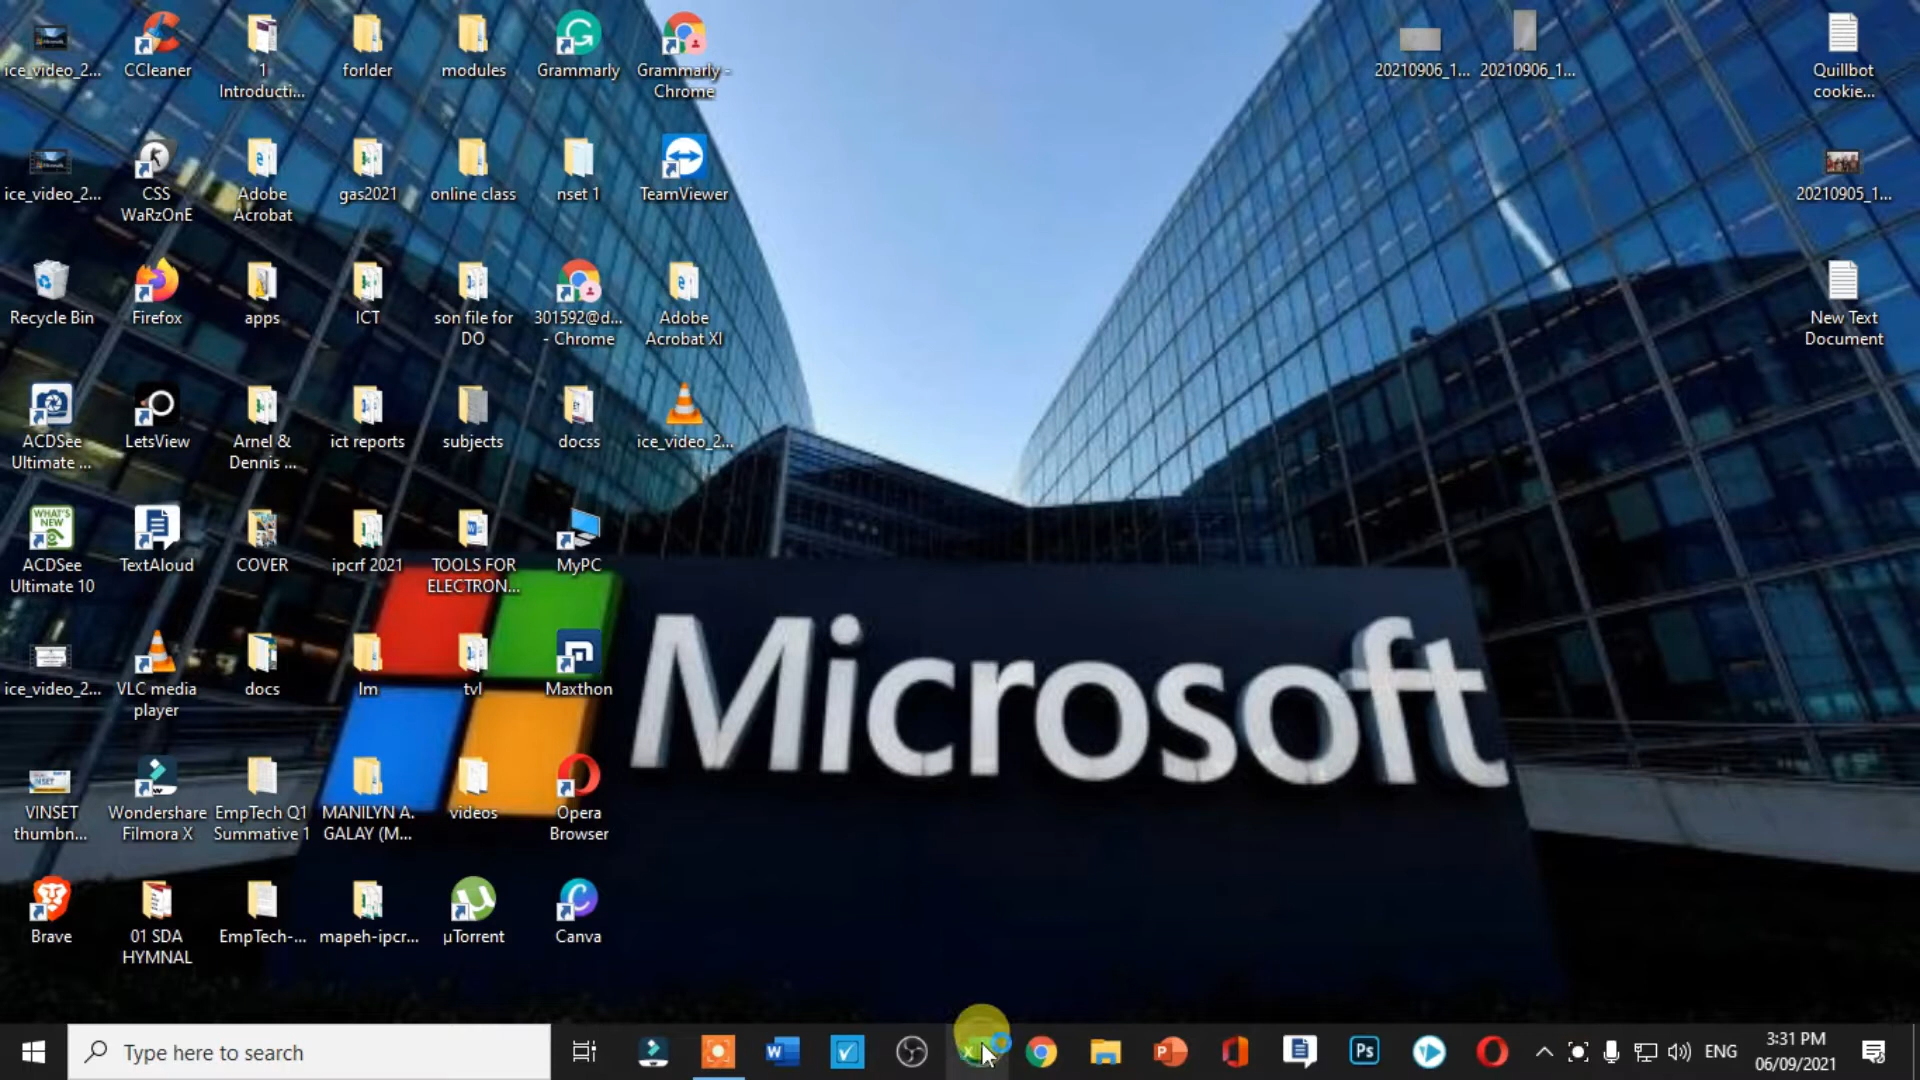 ice_video_2...
CCleaner
1
Introducti...
forlder
modules
Grammarly
Grammarly -
Chrome
20210906_1...
20210906_1...
Quillbot
cookie...
ice_video_2...
CSS
WaRzOnE
Adobe
Acrobat
gas2021
online class
nset 1
TeamViewer
20210905_1...
Recycle Bin
Firefox
apps
ICT
son file for
DO
301592@d...
- Chrome
Adobe
Acrobat XI
New Text
Document
ACDSee
Ultimate ...
LetsView
Arnel &
Dennis ...
ict reports
subjects
docss
ice_video_2...
WHAT'S
NEW
ACDSee
Ultimate 10
TextAloud
COVER
ipcrf 2021
TOOLS FOR
ELECTRON...
MyPC
Microsoft
ice_video_2...
VLC media
player
docs
lm
tvl
Maxthon
VINSET
thumbn...
Wondershare
Filmora X
EmpTech Q1
Summative 1
MANILYN A.
GALAY (M...
videos
Opera
Browser
Brave
01 SDA
HYMNAL
EmpTech-...
mapeh-ipcr...
µTorrent
Canva
Type here to search
ENG
3:31 PM
06/09/2021